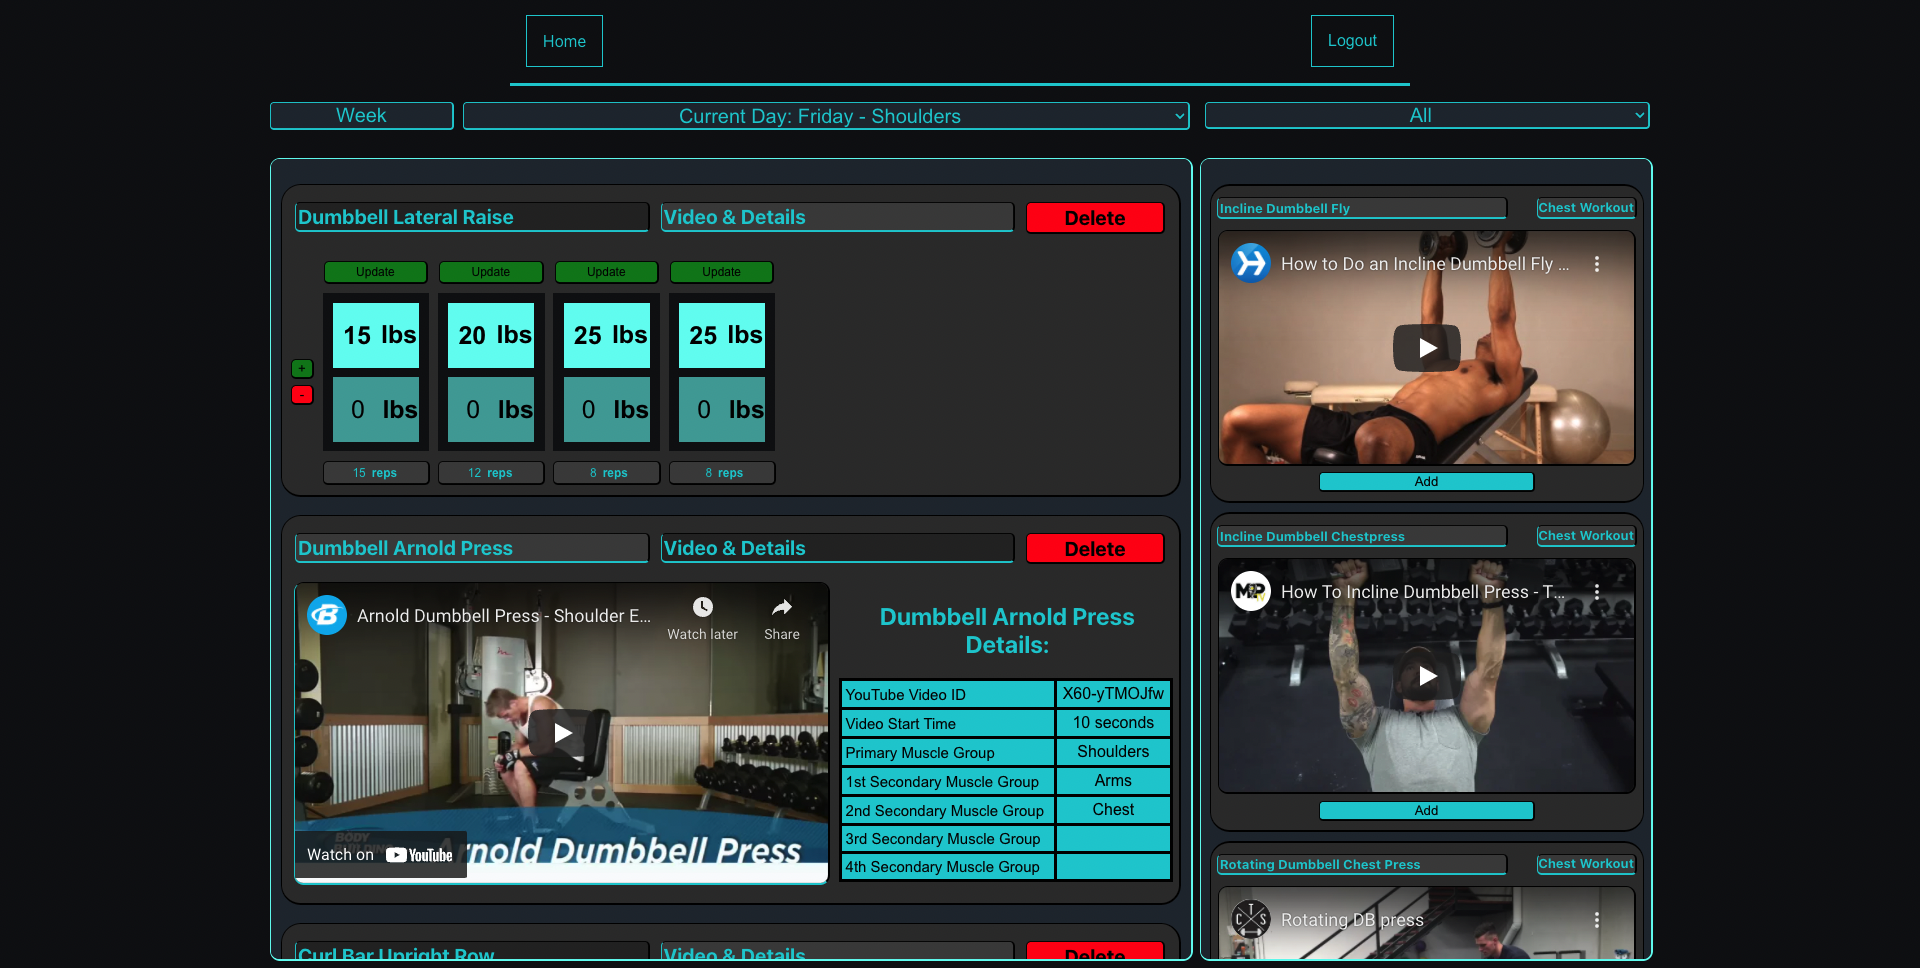 Home
Logout
Week
Current Day: Friday - Shoulders
All
Dumbbell Lateral Raise
Video & Details
Delete
Update
Update
Update
Update
15 lbs
20 lbs
25 lbs
25 lbs
+
-
0 lbs
0 lbs
0 lbs
0 lbs
15 reps
12 reps
8 reps
8 reps
Dumbbell Arnold Press
Video & Details
Delete
Arnold Dumbbell Press - Shoulder E...
Watch later
Share
Watch on YouTube
Arnold Dumbbell Press
Dumbbell Arnold Press
Details:
YouTube Video ID
X60-yTMOJfw
Video Start Time
10 seconds
Primary Muscle Group
Shoulders
1st Secondary Muscle Group
Arms
2nd Secondary Muscle Group
Chest
3rd Secondary Muscle Group
4th Secondary Muscle Group
Curl Bar Upright Row
Video & Details
Delete
Incline Dumbbell Fly
Chest Workout
How to Do an Incline Dumbbell Fly ...
Add
Incline Dumbbell Chestpress
Chest Workout
How To Incline Dumbbell Press - T...
Add
Rotating Dumbbell Chest Press
Chest Workout
CTS
Rotating DB press